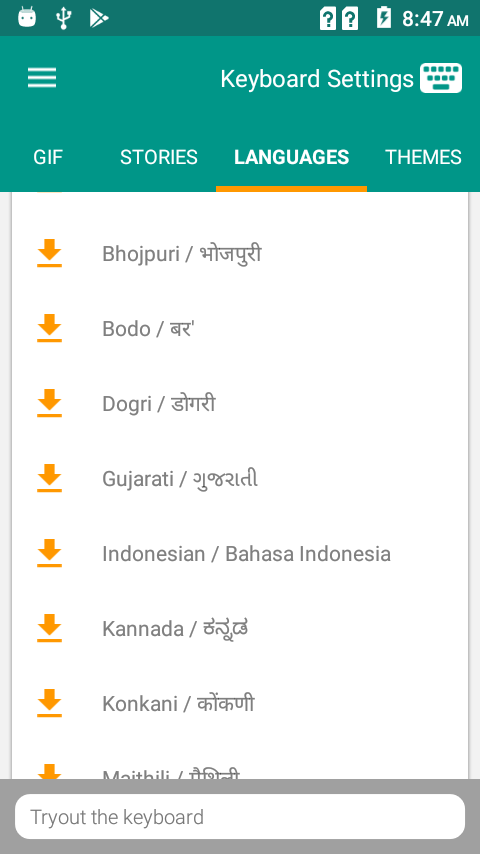 8:47 AM
Keyboard Settings
GIF STORIES LANGUAGES THEMES
Bhojpuri / भोजपुरी
Bodo / बर'
Dogri / डोगरी
Gujarati / ગુજરાતી
Indonesian / Bahasa Indonesia
Kannada / ಕನ್ನಡ
Konkani / कोंकणी
Maithili / मैथिली
Tryout the keyboard